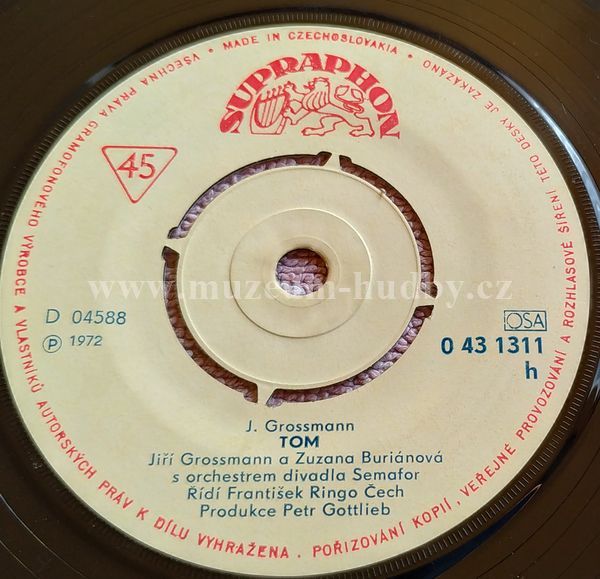 VŠECHNA PRÁVA GRAMOFONOVÉHO VÝROBCE A VLASTNÍKŮ AUTORSKÝCH PRÁV K DÍLU VYHRAŽENA . POŘIZOVÁNÍ KOPIÍ, VEŘEJNÉ PROVOZOVÁNÍ A ROZHLASOVÉ ŠÍŘENÍ TÉTO DESKY JE ZAKÁZÁNO
• MADE IN CZECHOSLOVAKIA •
SUPRAPHON
45
www.muzeum-hudby.cz
D 04588
Ⓟ 1972
OSA
0 43 1311
h
J. Grossmann
TOM
Jiří Grossmann a Zuzana Buriánová
s orchestrem divadla Semafor
Řídí František Ringo Čech
Produkce Petr Gottlieb